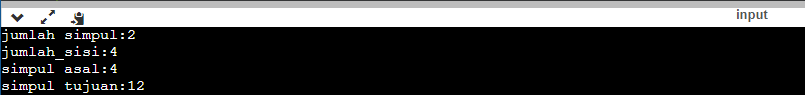 input
jumlah simpul:2
jumlah_sisi:4
simpul asal:4
simpul tujuan:12